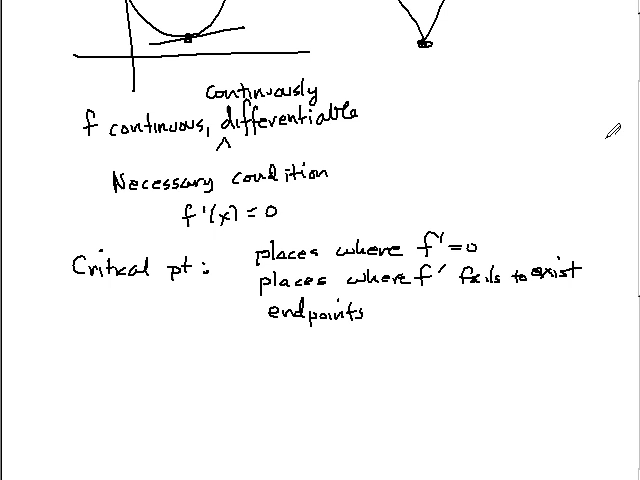 continuously
f continuous, differentiable
^
Necessary condition
f'(x) = 0
Critical pt: places where f' = 0
places where f' fails to exist
endpoints